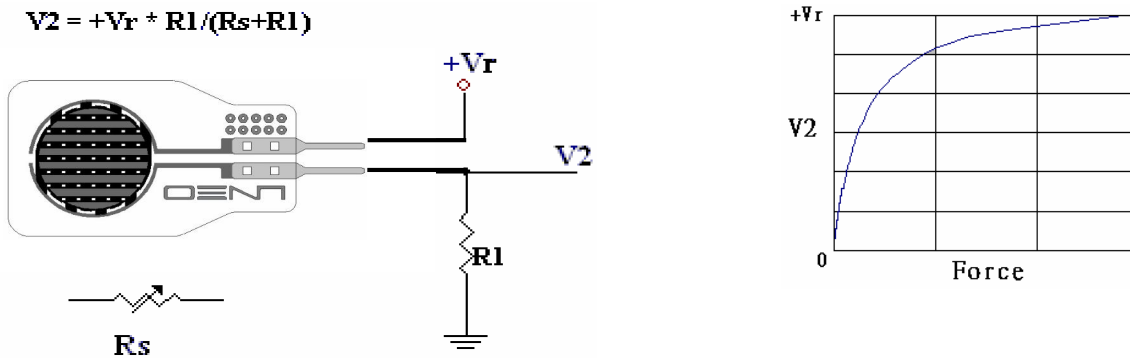 V2 = +Vr * R1/(Rs+R1)
+Vr
V2
R1
Rs
+Vr
V2
0
Force